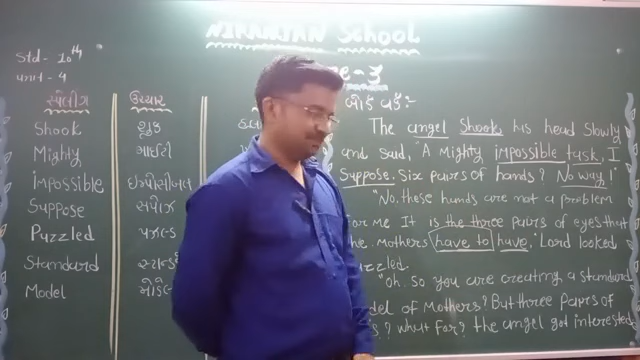 NIRANJAN School
Std - 10th
પાઠ - 4
સ્પેલીંગ
ઉચ્ચાર
બોર્ડ વર્ક :-
Shook
શુક
Mighty
માઈટી
impossible
ઇમ્પોસીબલ
Suppose
સપોઝ
Puzzled
પઝલ્ડ
Standard
Model
The angel Shook his head Slowly
and said, 'A Mighty impossible task, I
Suppose. Six pairs of hands? No way!'
"No. these hands are not a problem
for me It is the three pairs of eyes that
the Mothers have to have.' Lord looked
puzzled.
"Oh. So you are creating a standard
of Mothers? But three pairs of
? what for? the angel got interested